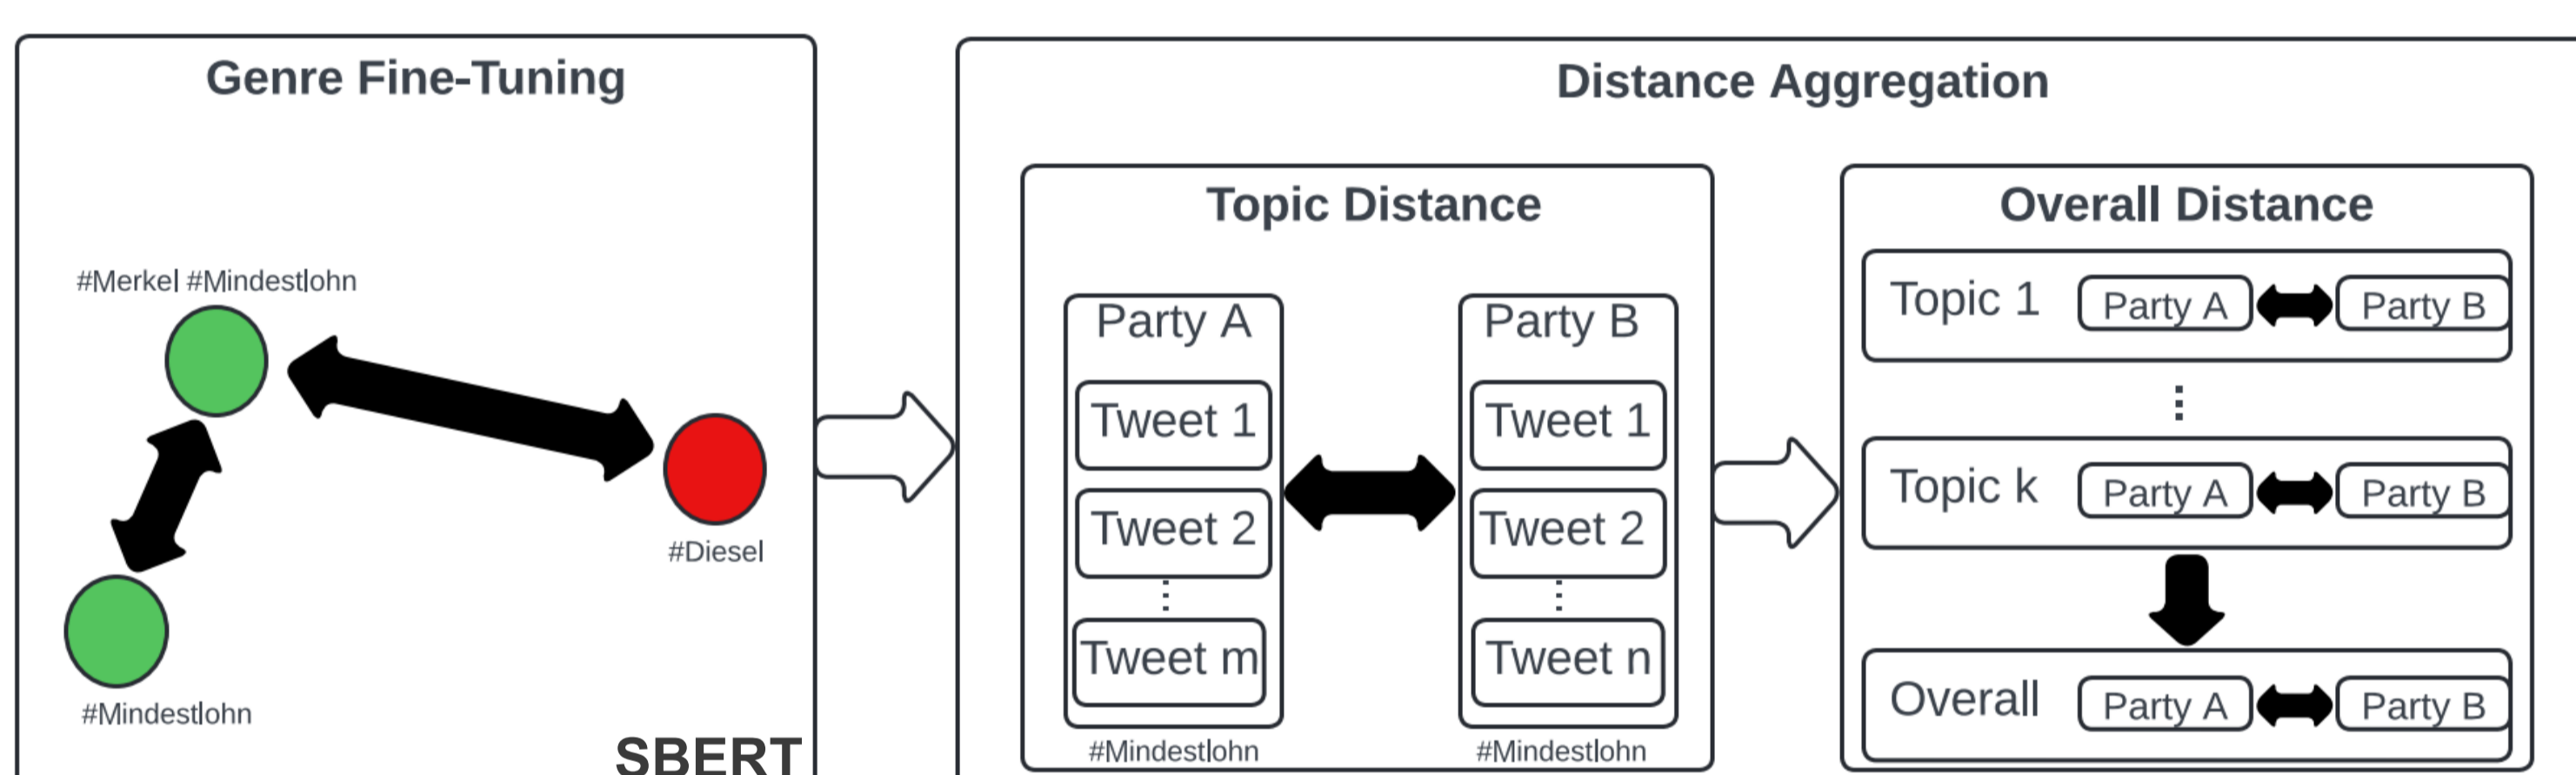 Genre Fine-Tuning
#Merkel #Mindestlohn
#Diesel
#Mindestlohn
SBERT
Distance Aggregation
Topic Distance
Party A
Tweet 1
Tweet 2
Tweet m
#Mindestlohn
Party B
Tweet 1
Tweet 2
Tweet n
#Mindestlohn
Overall Distance
Topic 1 Party A Party B
Topic k Party A Party B
Overall Party A Party B